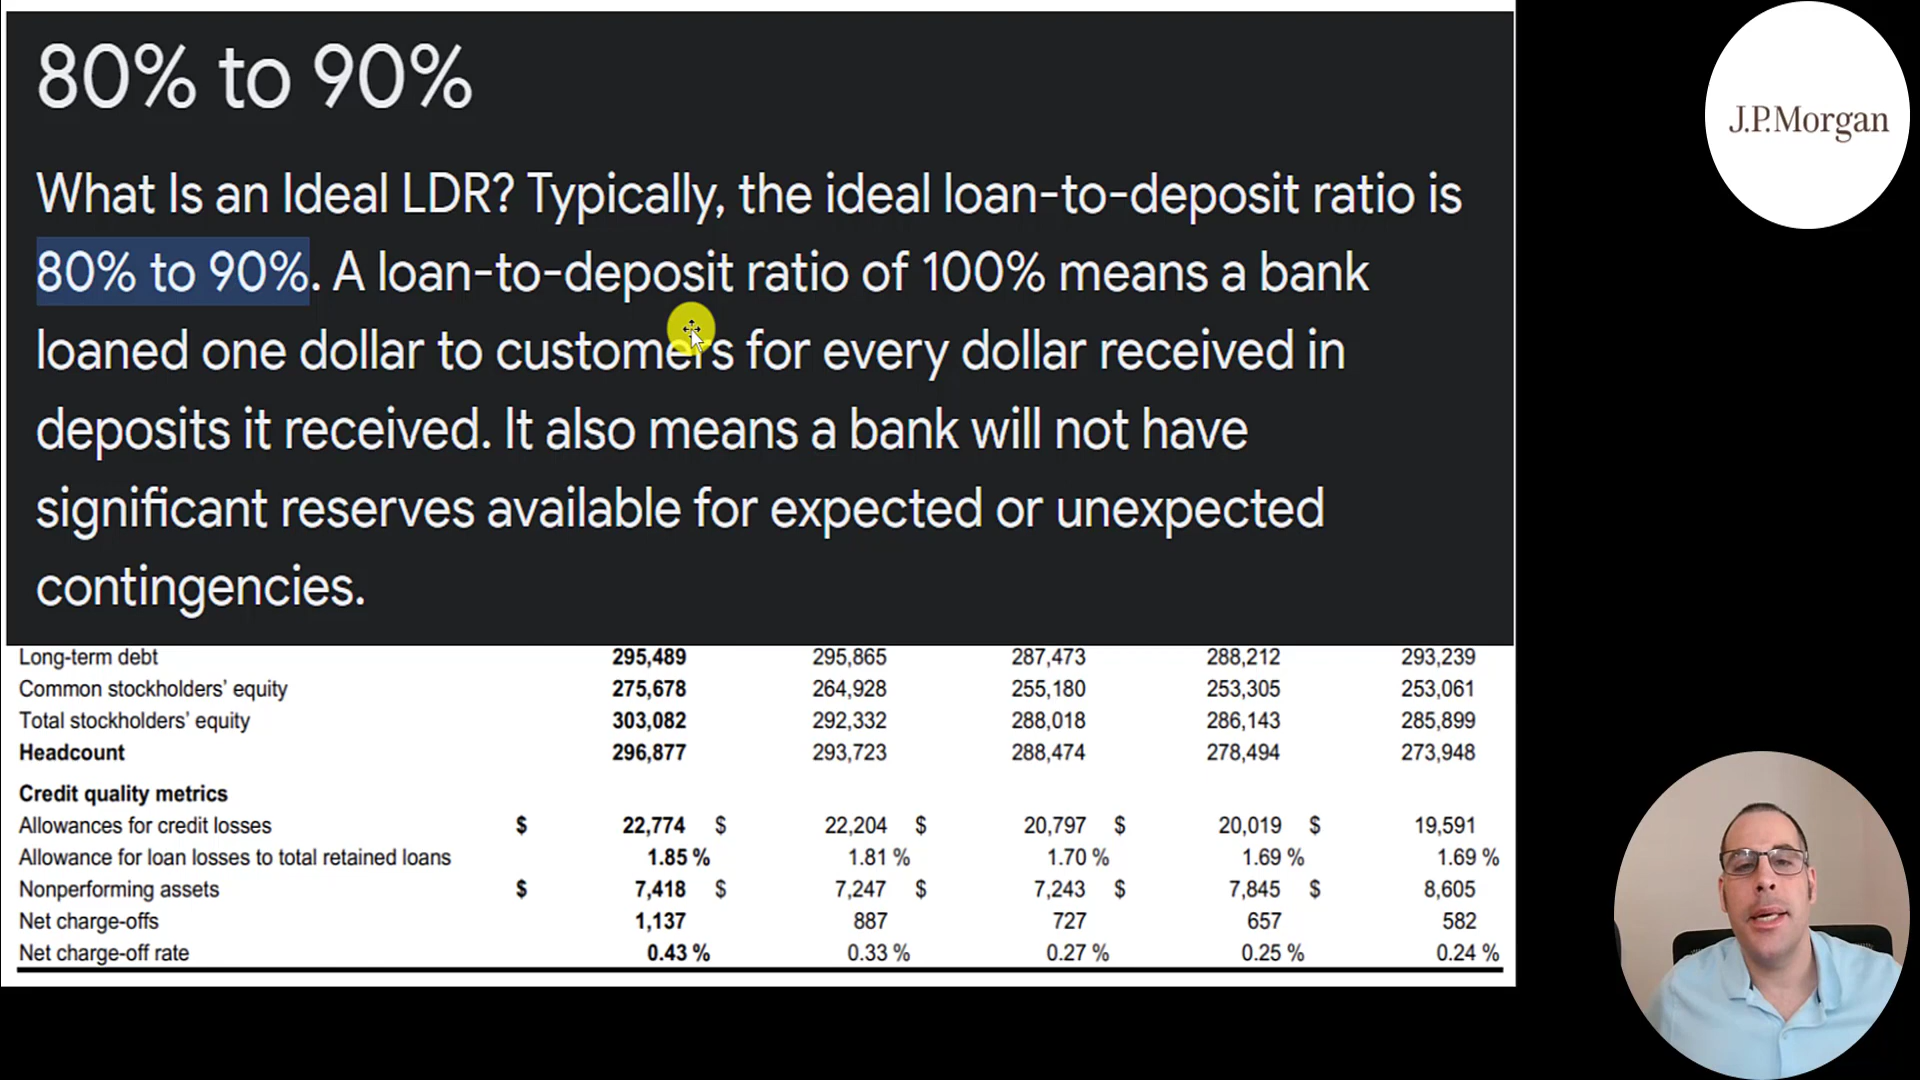 80% to 90%
What Is an Ideal LDR? Typically, the ideal loan-to-deposit ratio is
80% to 90%. A loan-to-deposit ratio of 100% means a bank
loaned one dollar to customers for every dollar received in
deposits it received. It also means a bank will not have
significant reserves available for expected or unexpected
contingencies.
J.P.Morgan
Long-term debt 295,489 295,865 287,473 288,212 293,239
Common stockholders' equity 275,678 264,928 255,180 253,305 253,061
Total stockholders' equity 303,082 292,332 288,018 286,143 285,899
Headcount 296,877 293,723 288,474 278,494 273,948
Credit quality metrics
Allowances for credit losses $ 22,774 $ 22,204 $ 20,797 $ 20,019 $ 19,591
Allowance for loan losses to total retained loans 1.85 % 1.81 % 1.70 % 1.69 % 1.69 %
Nonperforming assets $ 7,418 $ 7,247 $ 7,243 $ 7,845 $ 8,605
Net charge-offs 1,137 887 727 657 582
Net charge-off rate 0.43 % 0.33 % 0.27 % 0.25 % 0.24 %